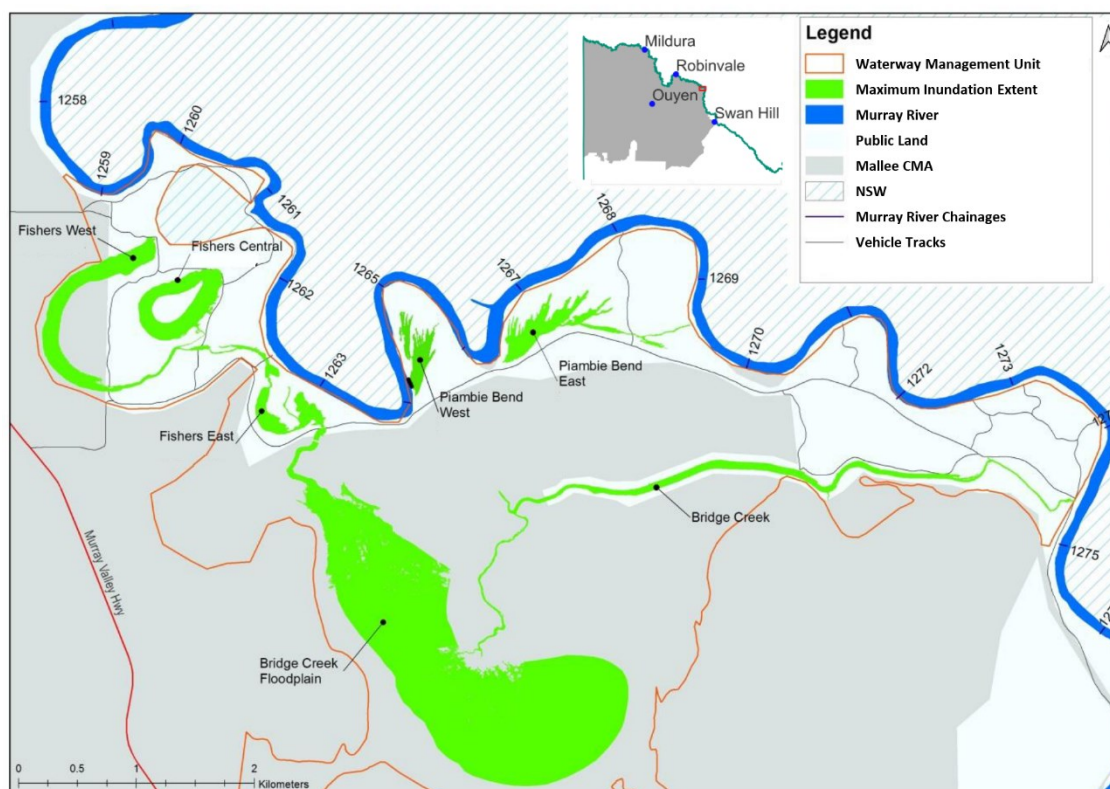 Mildura
Robinvale
Ouyen
Swan Hill
Legend
Waterway Management Unit
Maximum Inundation Extent
Murray River
Public Land
Mallee CMA
NSW
Murray River Chainages
Vehicle Tracks
1258
1260
1259
1261
1262
1263
1265
1267
1268
1269
1270
1272
1273
1275
Fishers West
Fishers Central
Fishers East
Piambie Bend
West
Piambie Bend
East
Bridge Creek
Bridge Creek
Floodplain
Murray Valley Hwy
0 0.5 1 2
Kilometers